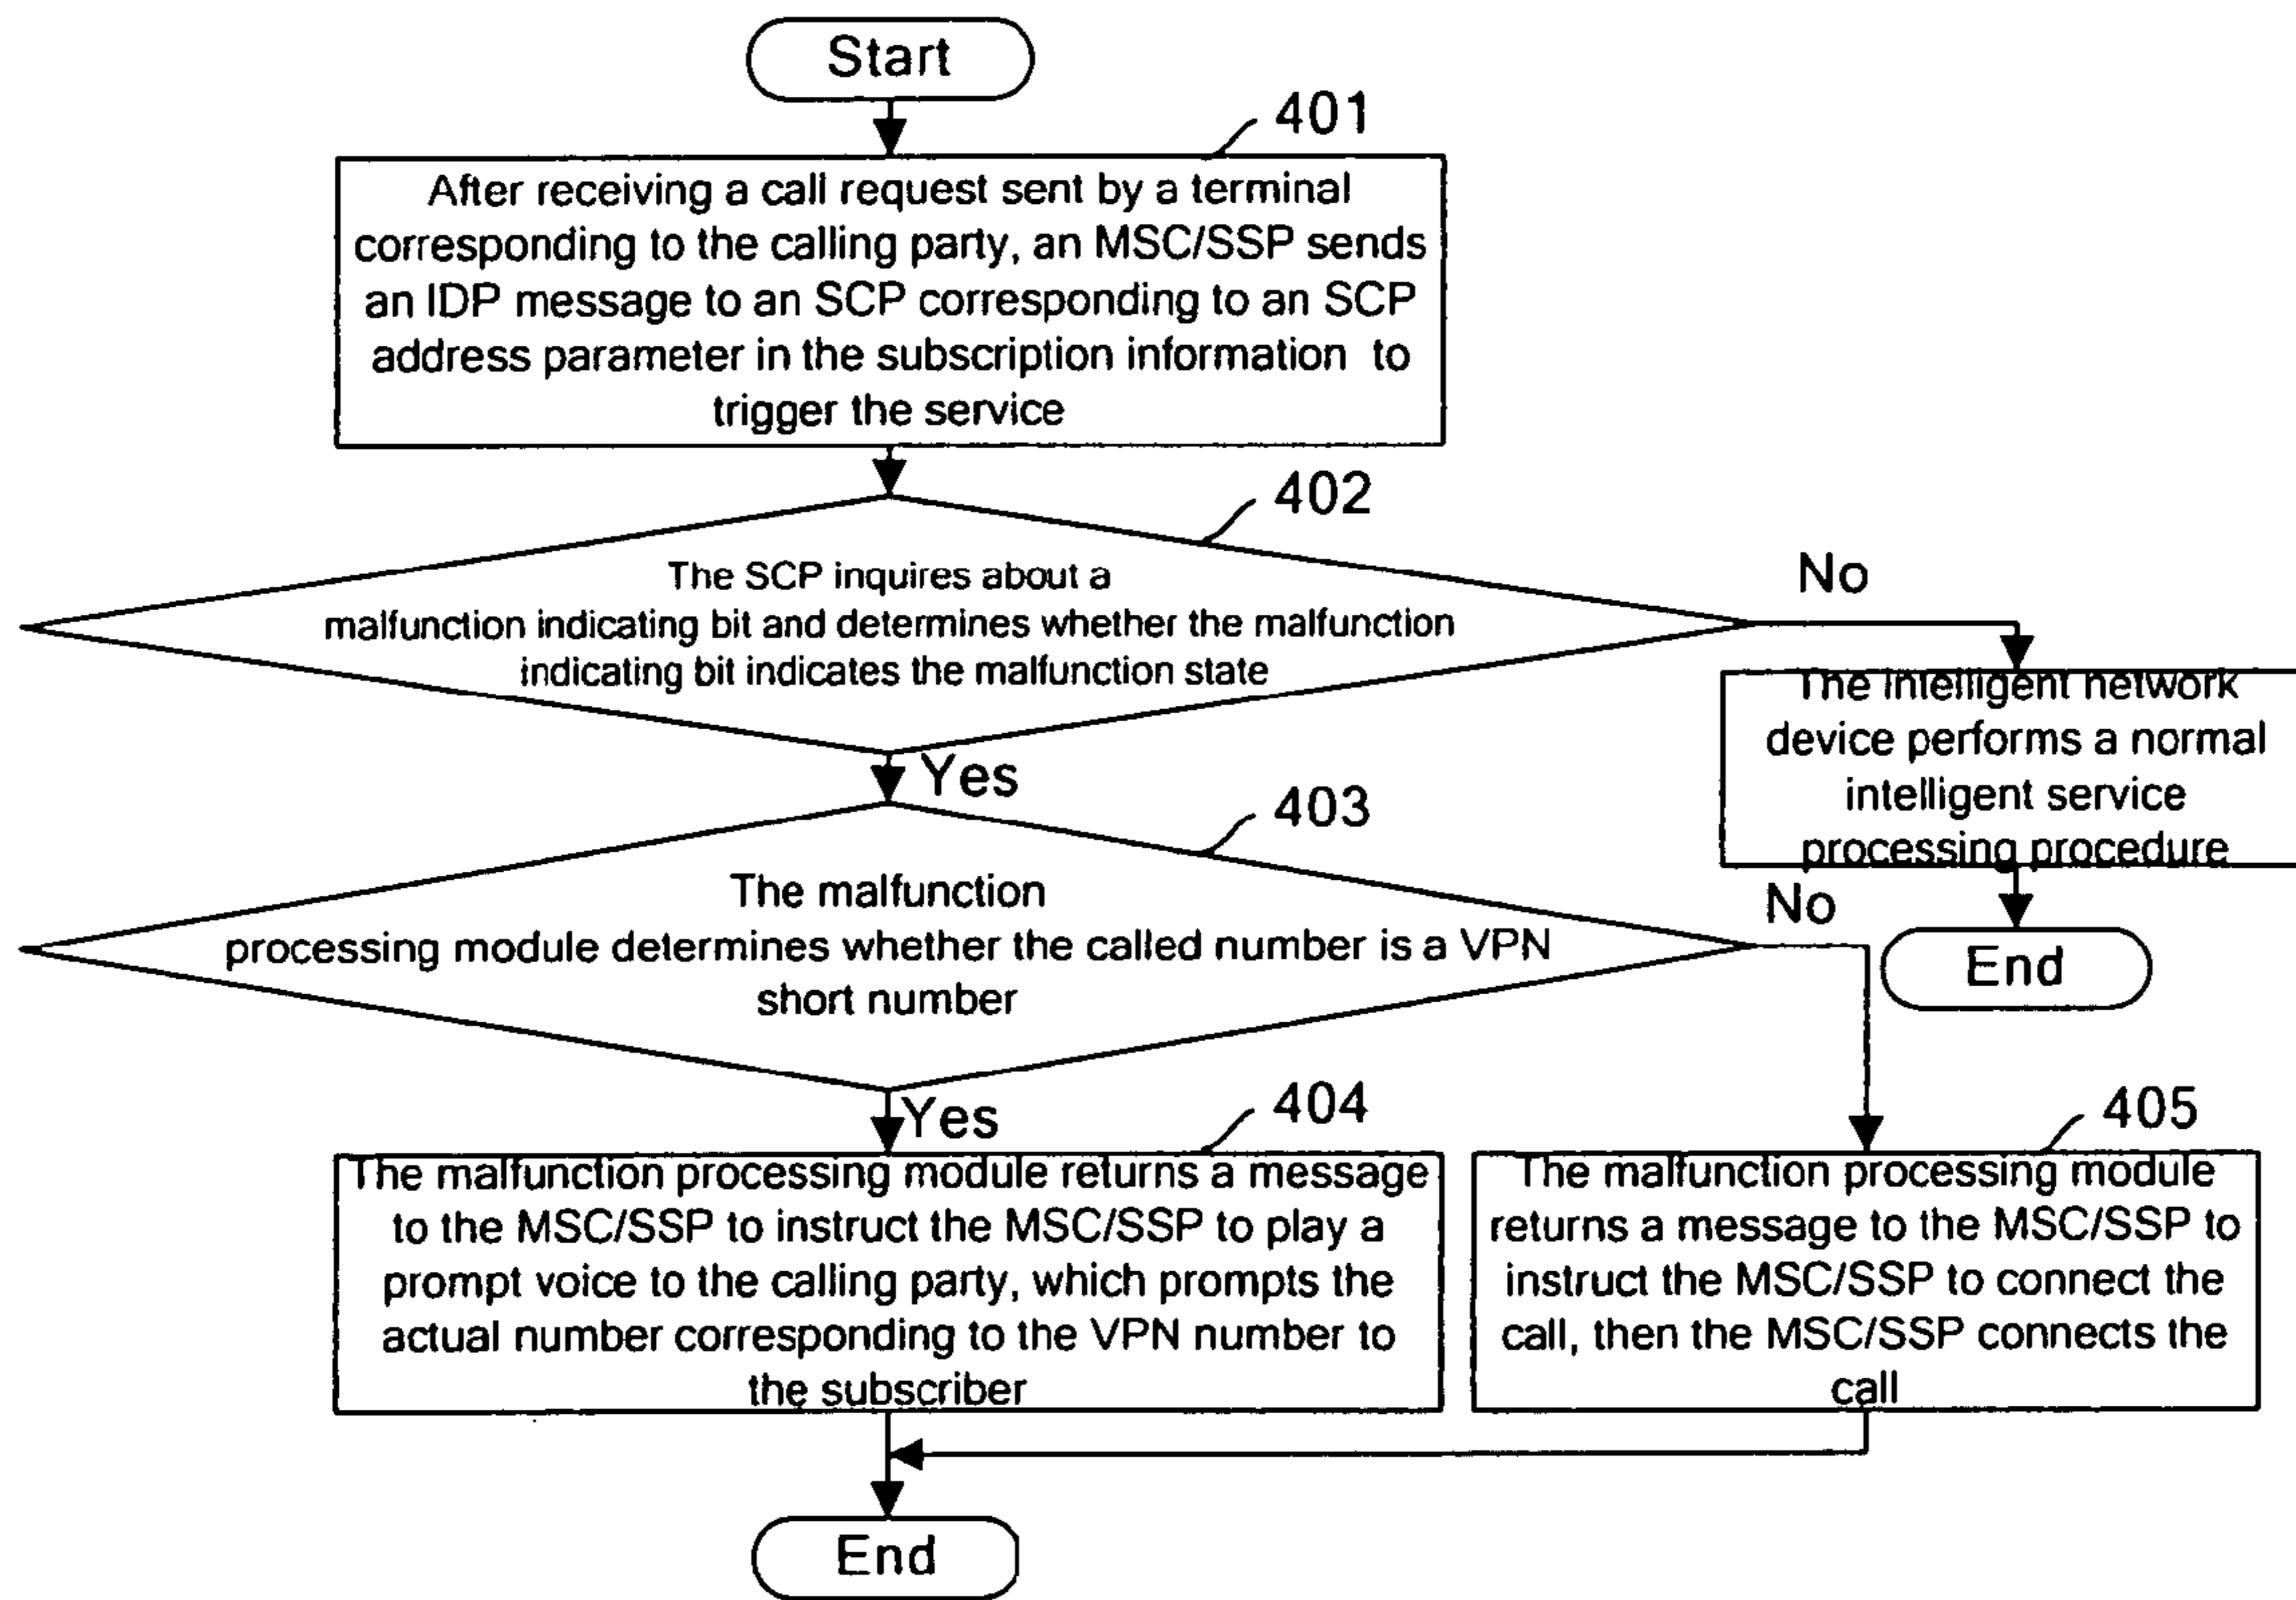 Start
401
After receiving a call request sent by a terminal
corresponding to the calling party, an MSC/SSP sends
an IDP message to an SCP corresponding to an SCP
address parameter in the subscription information to
trigger the service
402
The SCP inquires about a
malfunction indicating bit and determines whether the malfunction
indicating bit indicates the malfunction state
No
The intelligent network
device performs a normal
intelligent service
processing procedure
End
Yes
403
The malfunction
processing module determines whether the called number is a VPN
short number
No
Yes
404
The malfunction processing module returns a message
to the MSC/SSP to instruct the MSC/SSP to play a
prompt voice to the calling party, which prompts the
actual number corresponding to the VPN number to
the subscriber
405
The malfunction processing module
returns a message to the MSC/SSP to
instruct the MSC/SSP to connect the
call, then the MSC/SSP connects the
call
End